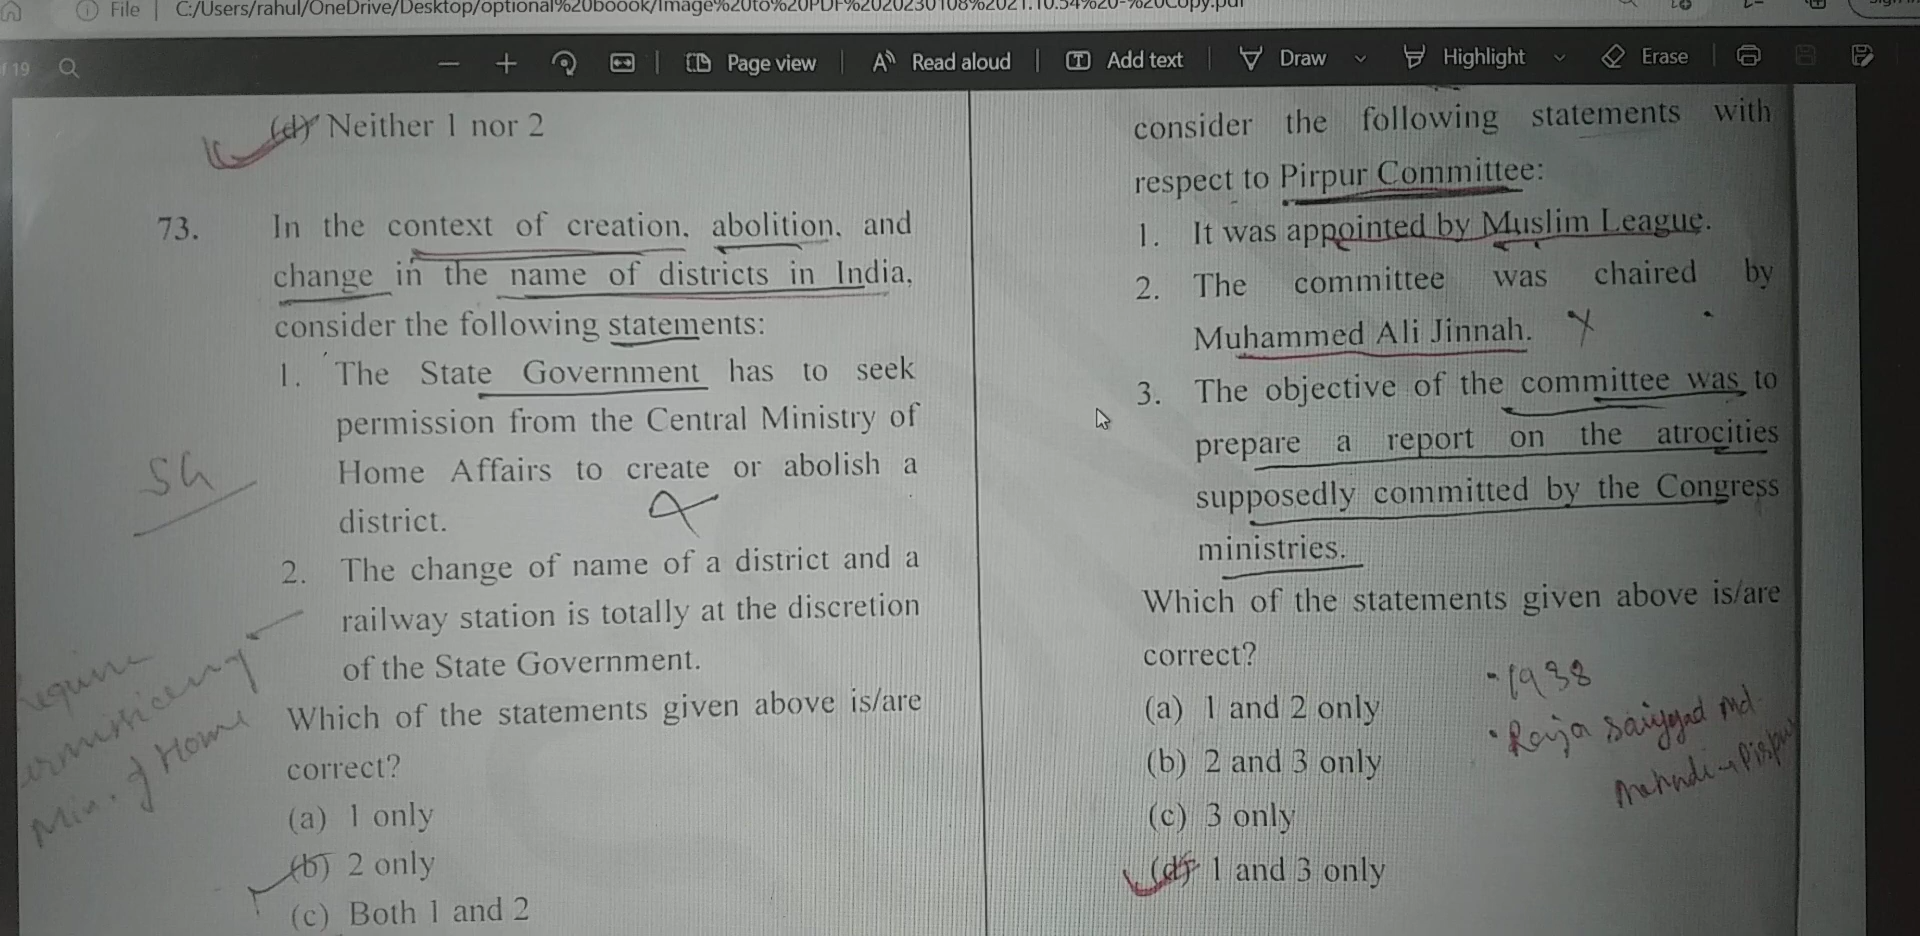 File | C:/Users/rahul/OneDrive/Desktop/optional%20boook/Image%20to%20PDF%2020230108%2021.10.54%20-%20Copy.pdf
f 19
Page view
Read aloud
Add text
Draw
Highlight
Erase
(d) Neither 1 nor 2
73. In the context of creation, abolition, and
change in the name of districts in India,
consider the following statements:
1. The State Government has to seek
permission from the Central Ministry of
Home Affairs to create or abolish a
district.
SG
2. The change of name of a district and a
railway station is totally at the discretion
of the State Government.
Min. of Home
Which of the statements given above is/are
correct?
(a) 1 only
(b) 2 only
(c) Both 1 and 2
consider the following statements with
respect to Pirpur Committee:
1. It was appointed by Muslim League.
2. The committee was chaired by
Muhammed Ali Jinnah.
3. The objective of the committee was to
prepare a report on the atrocities
supposedly committed by the Congress
ministries.
Which of the statements given above is/are
correct?
(a) 1 and 2 only
(b) 2 and 3 only
(c) 3 only
(d) 1 and 3 only
1938
Raja Saiyyad Md.